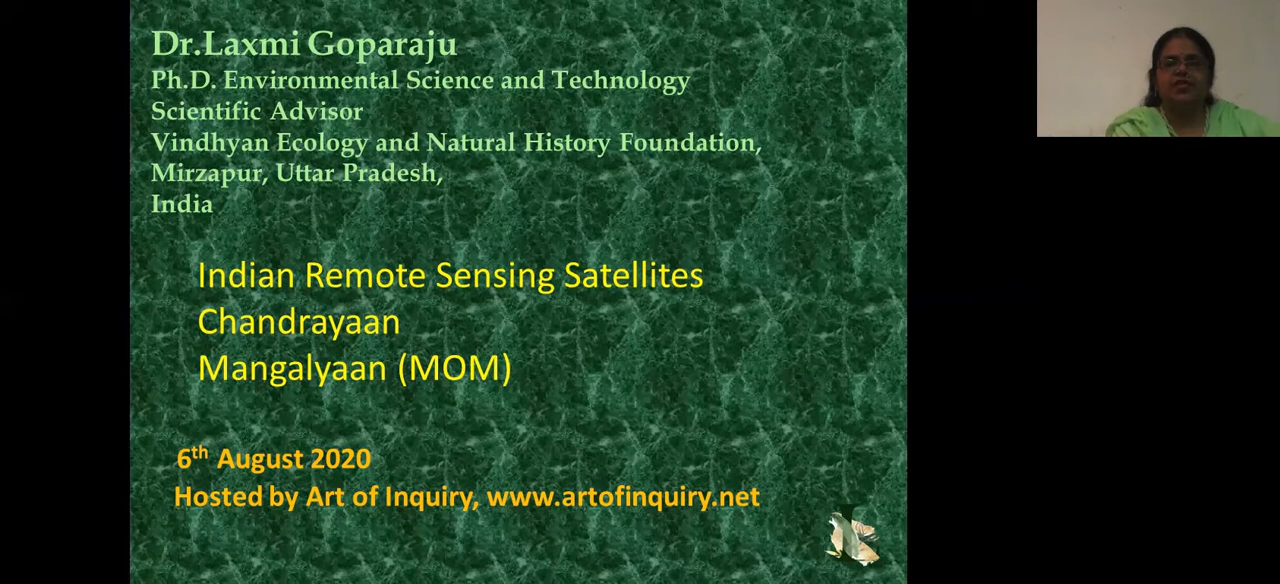 Dr.Laxmi Goparaju
Ph.D. Environmental Science and Technology
Scientific Advisor
Vindhyan Ecology and Natural History Foundation,
Mirzapur, Uttar Pradesh,
India
Indian Remote Sensing Satellites
Chandrayaan
Mangalyaan (MOM)
6th August 2020
Hosted by Art of Inquiry, www.artofinquiry.net